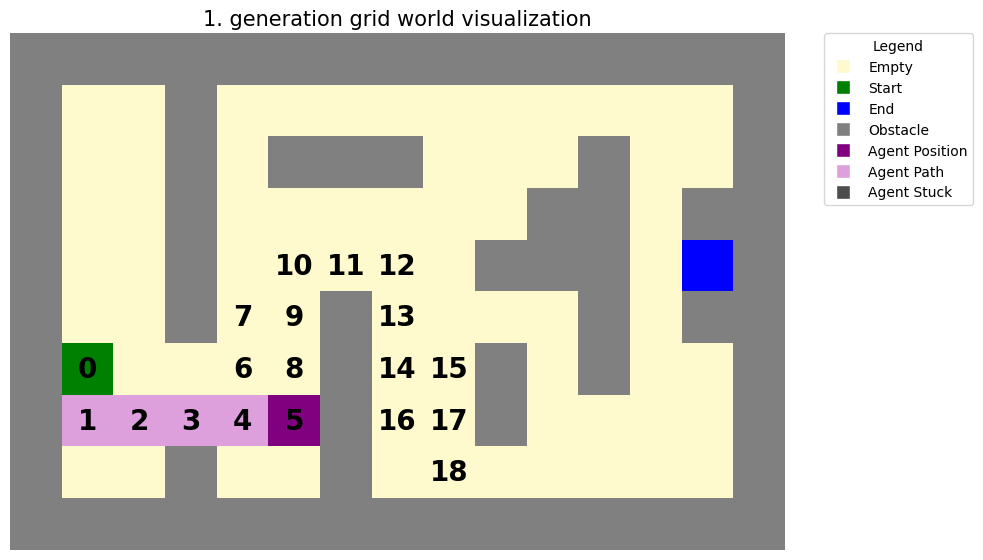 1. generation grid world visualization
Legend
Empty
Start
End
Obstacle
Agent Position
Agent Path
Agent Stuck
10 11 12
7 9 13
0 6 8 14 15
1 2 3 4 5 16 17
18